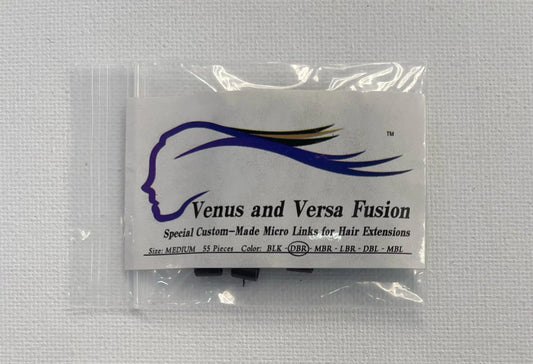 TM
Venus and Versa Fusion
Special Custom-Made Micro Links for Hair Extensions
Size: MEDIUM 55 Pieces Color: BLK - DBR - MBR - LBR - DBL - MBL